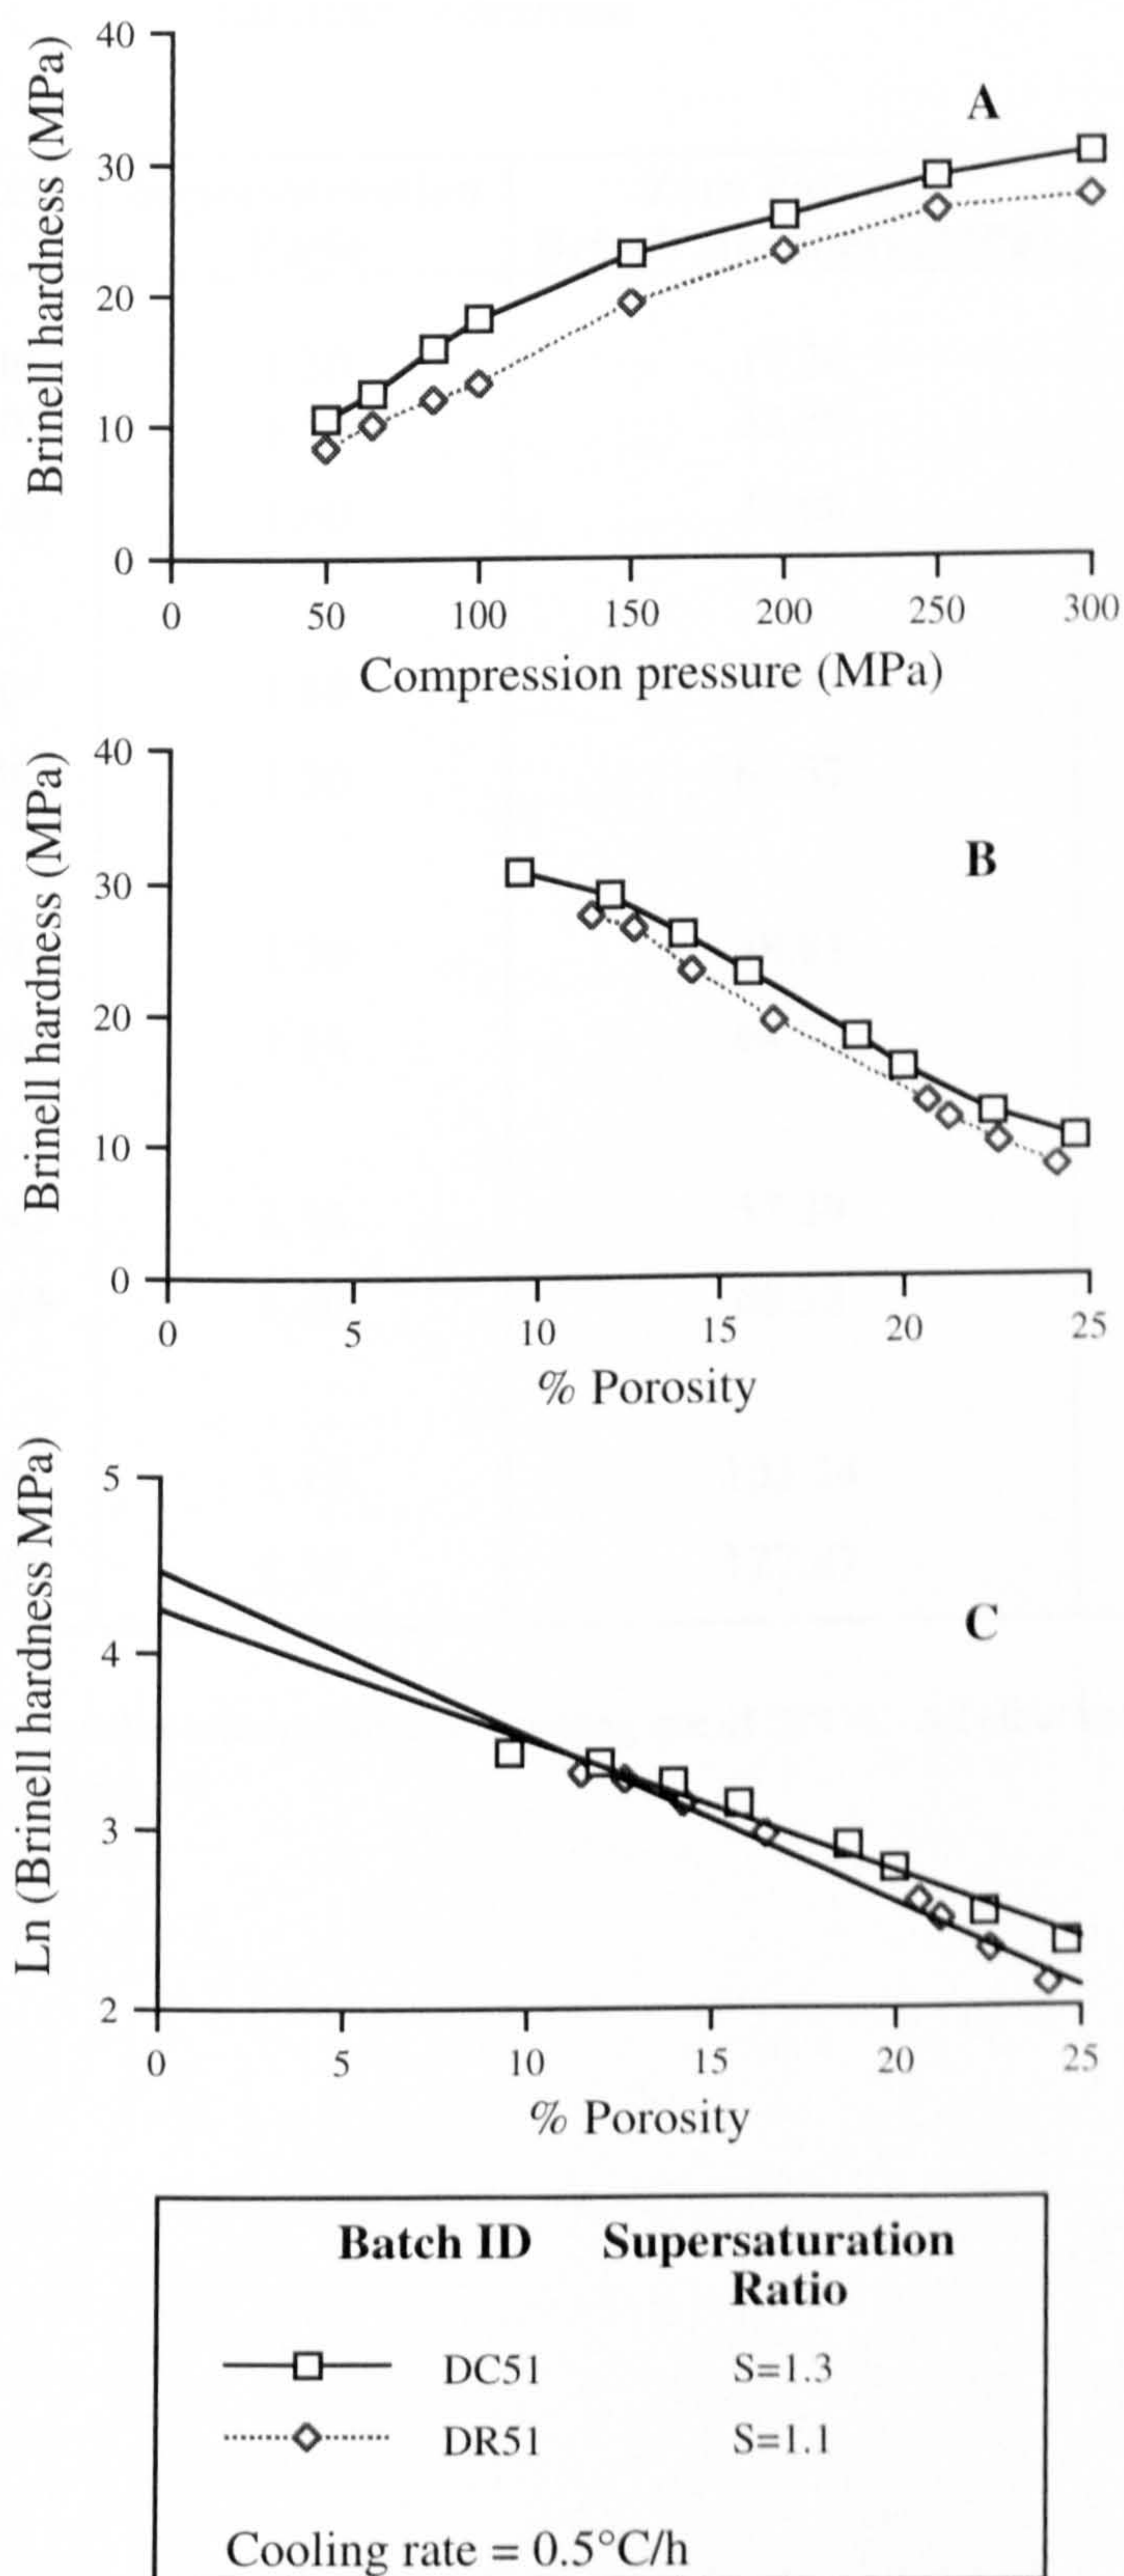 Brinell hardness (MPa)
40
30
20
10
0
A
0 50 100 150 200 250 300
Compression pressure (MPa)
Brinell hardness (MPa)
40
30
20
10
0
B
0 5 10 15 20 25
% Porosity
Ln (Brinell hardness MPa)
5
4
3
2
C
0 5 10 15 20 25
% Porosity
Batch ID Supersaturation
Ratio
DC51 S=1.3
DR51 S=1.1
Cooling rate = 0.5°C/h